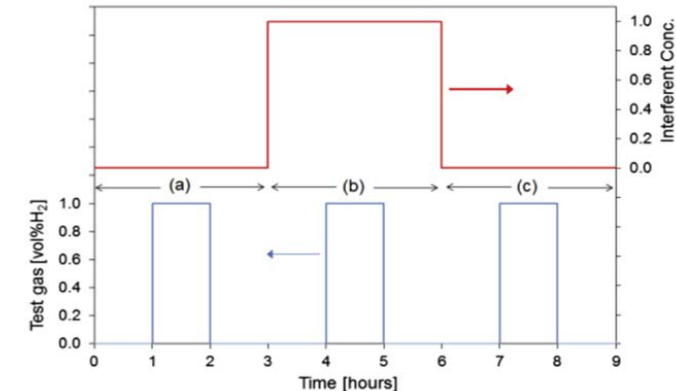 1.0
0.8
0.6
0.4
0.2
0.0
Interferent Conc.
(a)
(b)
(c)
Test gas [vol%H₂]
1.0
0.8
0.6
0.4
0.2
0.0
0 1 2 3 4 5 6 7 8 9
Time [hours]